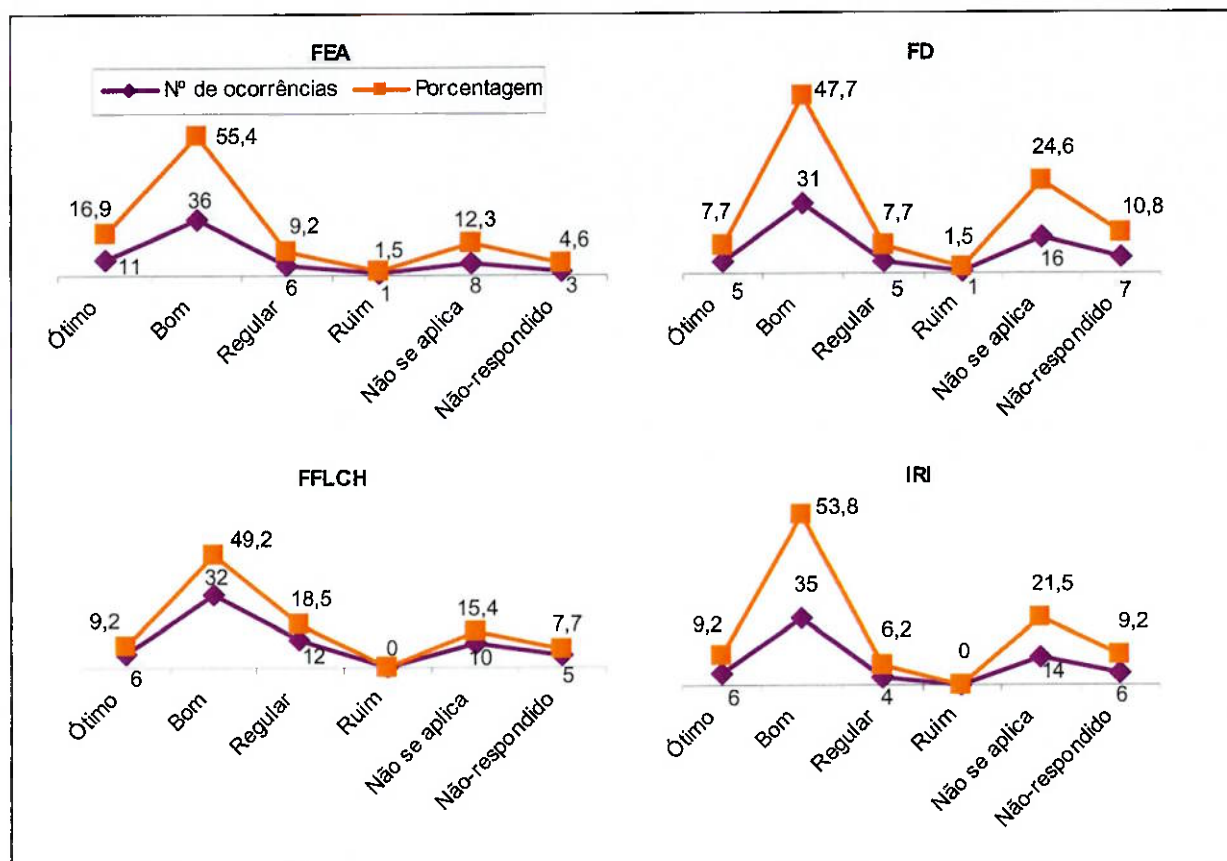 FEA
Nº de ocorrências Porcentagem
55,4
16,9
36
9,2
12,3
1,5
4,6
11
6
1
8
3
Ótimo
Bom
Regular
Ruim
Não se aplica
Não-respondido
FD
47,7
24,6
7,7
31
7,7
10,8
1,5
5
5
1
16
7
Ótimo
Bom
Regular
Ruim
Não se aplica
Não-respondido
FFLCH
49,2
9,2
32
18,5
15,4
0
7,7
6
12
10
5
Ótimo
Bom
Regular
Ruim
Não se aplica
Não-respondido
IRI
53,8
9,2
35
21,5
6,2
0
9,2
6
4
14
6
Ótimo
Bom
Regular
Ruim
Não se aplica
Não-respondido